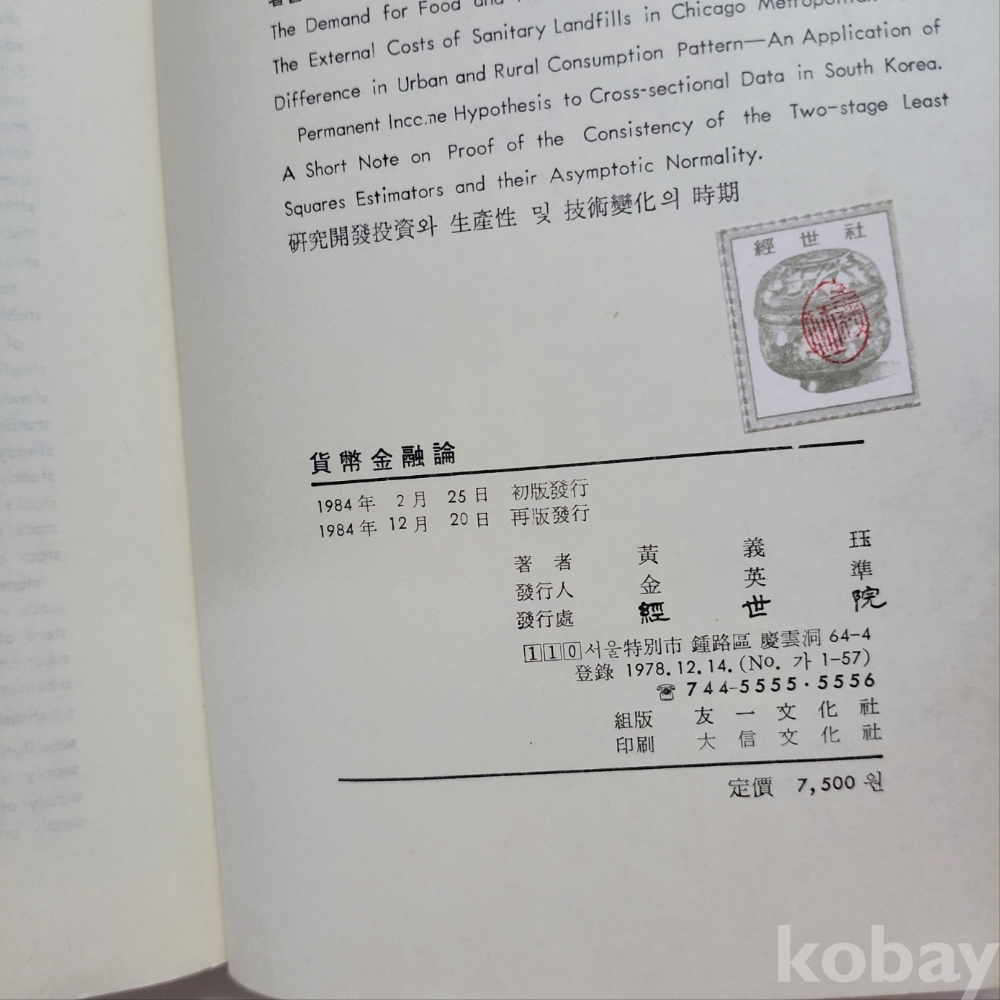 The Demand for Food and
The External Costs of Sanitary Landfills in Chicago Metropolitan
Difference in Urban and Rural Consumption Pattern—An Application of
Permanent Incc.ne Hypothesis to Cross-sectional Data in South Korea.
A Short Note on Proof of the Consistency of the Two-stage Least
Squares Estimators and their Asymptotic Normality.
硏究開發投資와 生產性 및 技術變化의 時期
經世社
貨幣金融論
1984年 2月 25日 初版發行
1984年 12月 20日 再版發行
著者 黃義珏
發行人 金英準
發行處 經世院
110 서울特別市 鍾路區 慶雲洞 64-4
登錄 1978.12.14.(No. 가 1-57)
☎ 744-5555·5556
組版 友一文化社
印刷 大信文化社
定價 7,500원
kobay